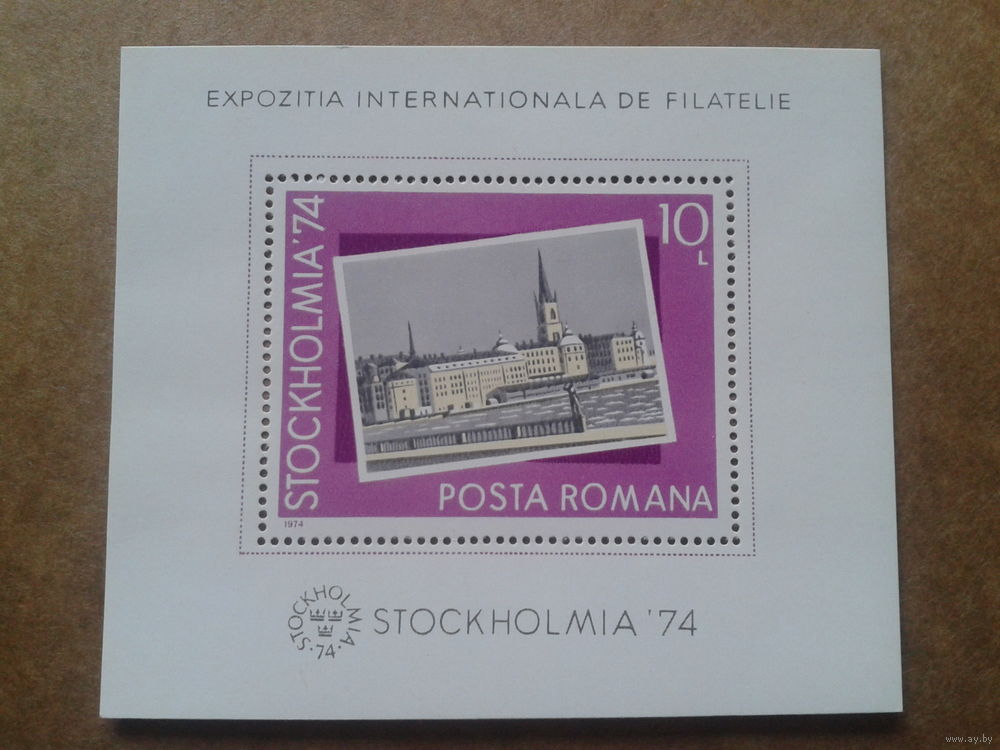 EXPOZITIA INTERNATIONALA DE FILATELIE
STOCKHOLMIA'74
10
L
POSTA ROMANA
1974
STOCKHOLMIA
·74·
STOCKHOLMIA '74
www.ay.by